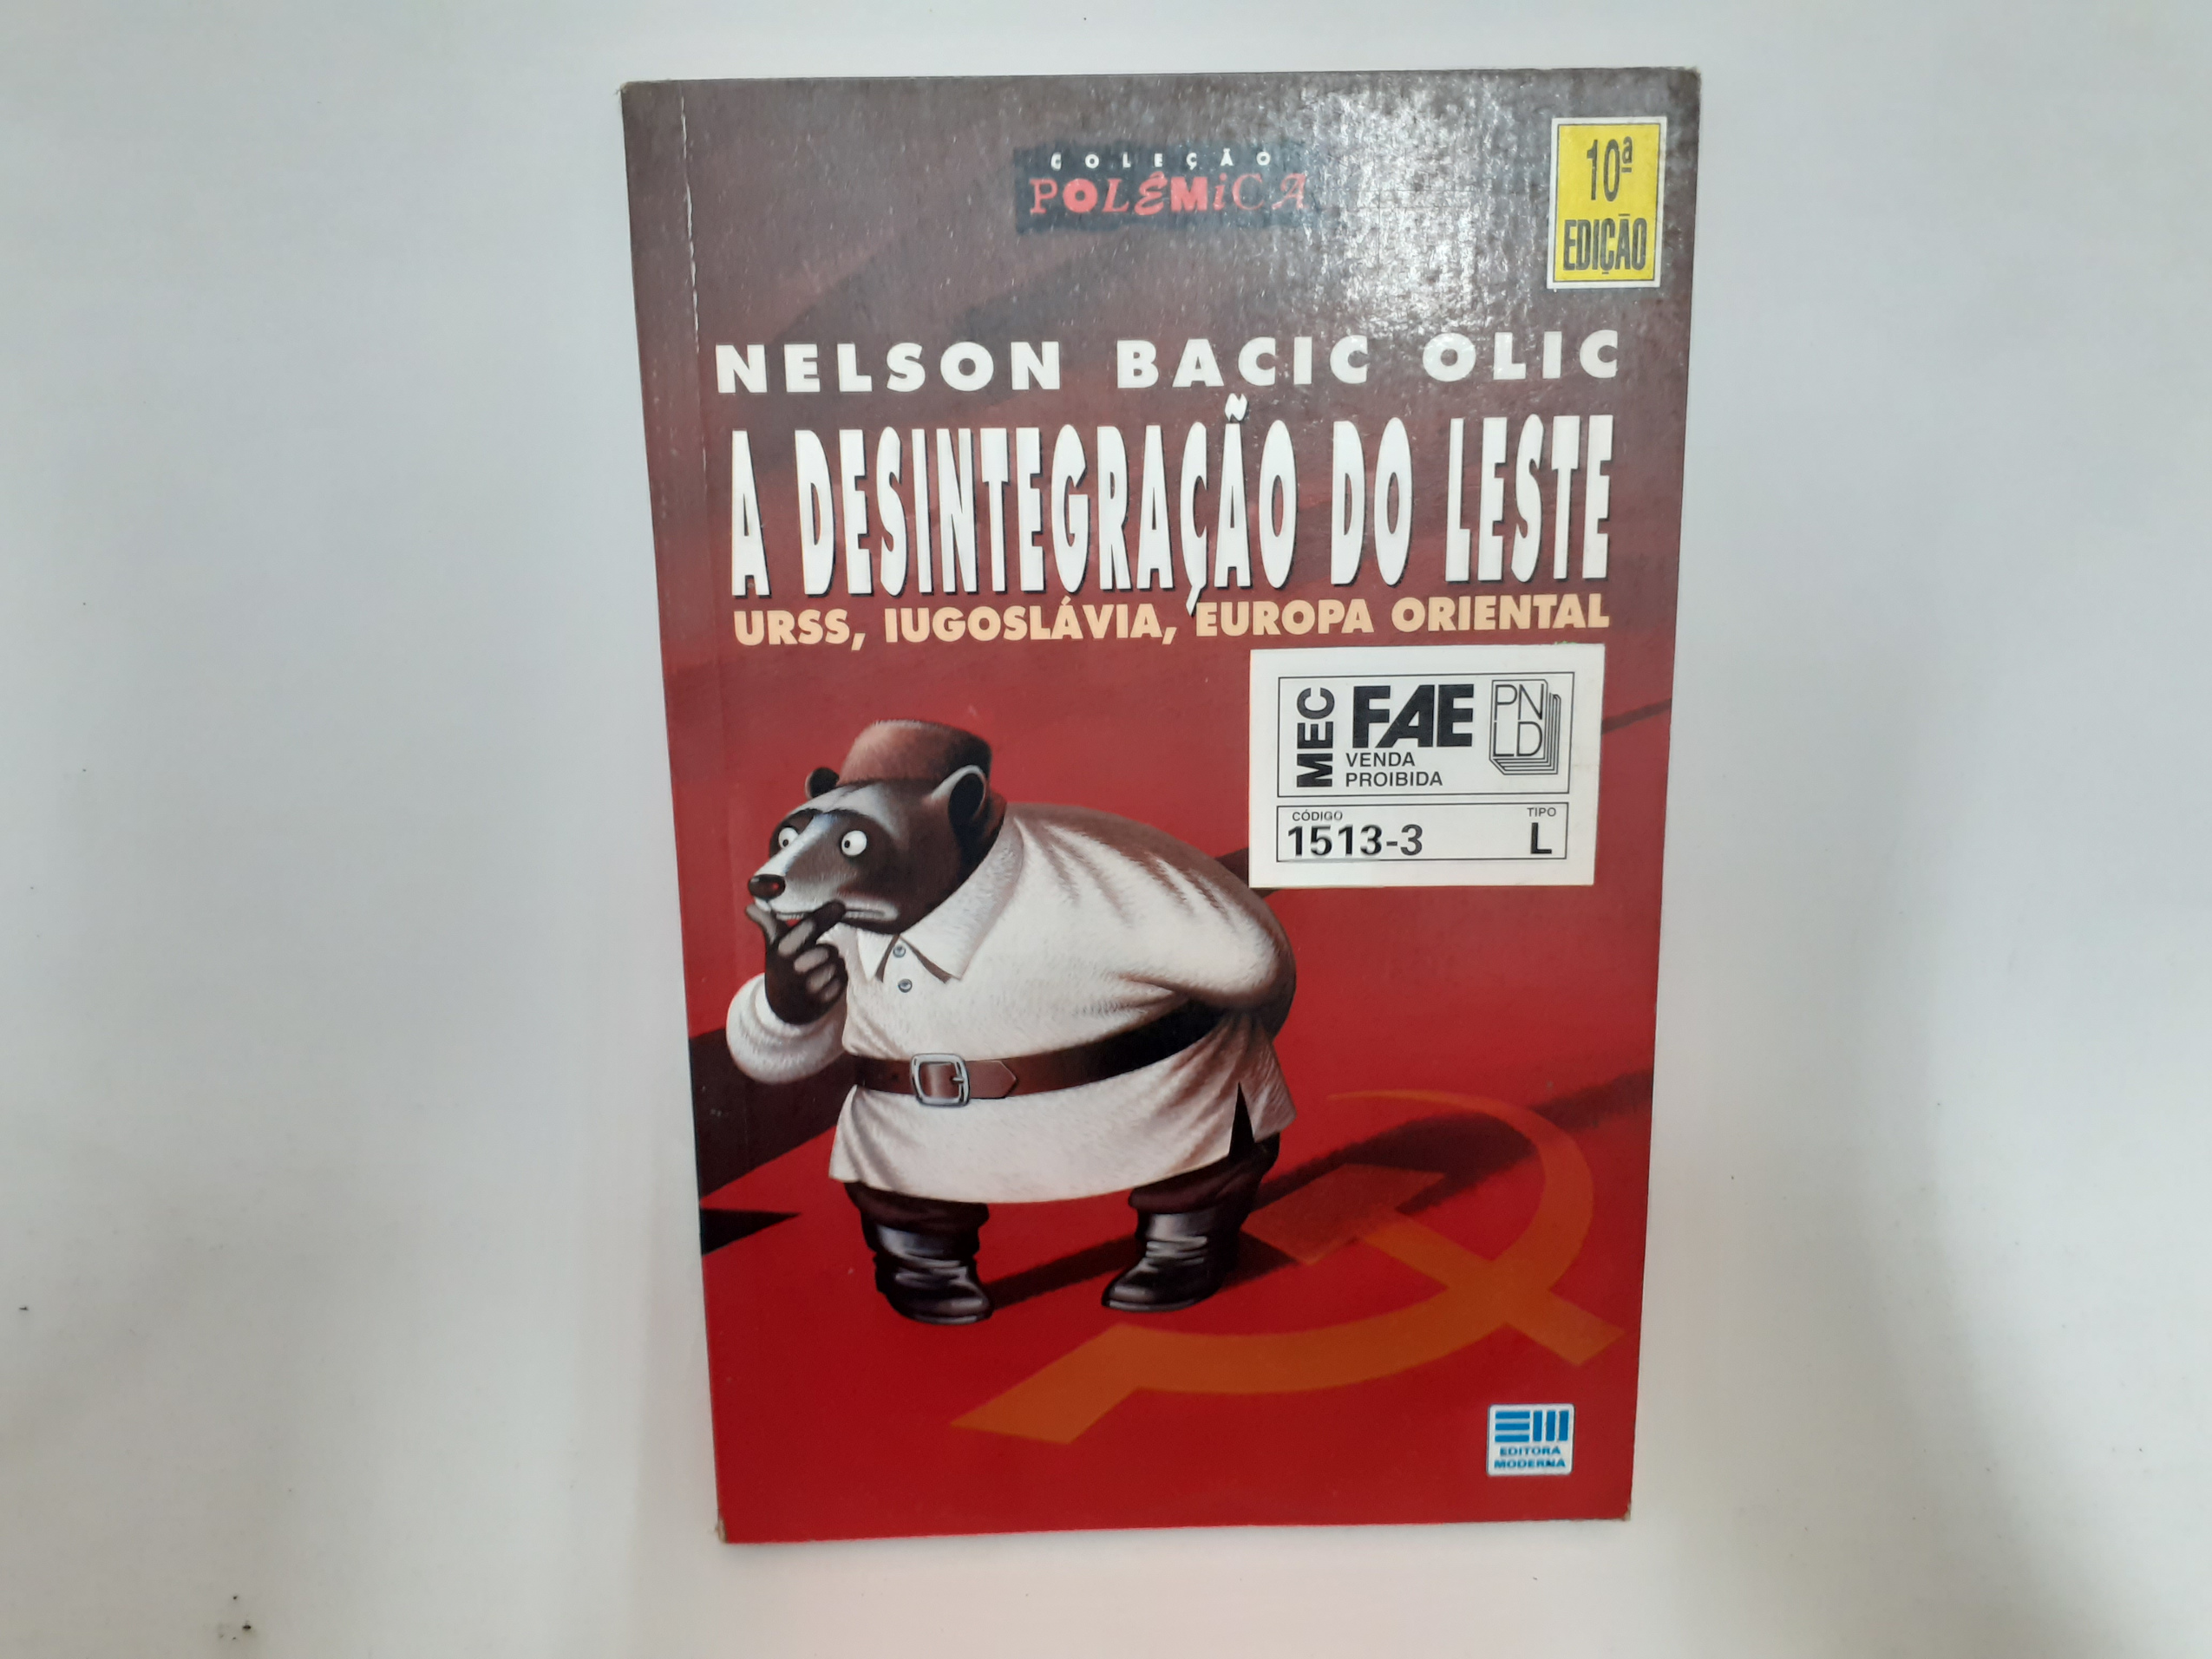 COLEÇÃO
POLÊMiCA
10ª
EDIÇÃO
NELSON BACIC OLIC
A DESINTEGRAÇÃO DO LESTE
URSS, IUGOSLÁVIA, EUROPA ORIENTAL
MEC
FAE
VENDA
PROIBIDA
PN
LD
CÓDIGO
1513-3
TIPO
L
EM
EDITORA
MODERNA